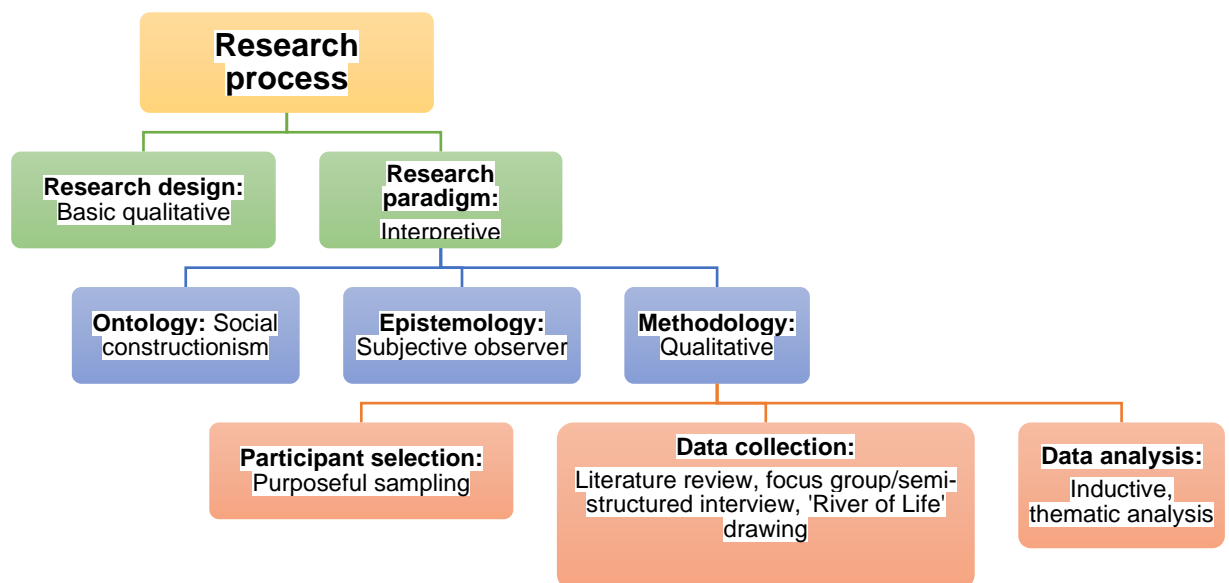 Research
process
Research design:
Basic qualitative
Research
paradigm:
Interpretive
Ontology: Social
constructionism
Epistemology:
Subjective observer
Methodology:
Qualitative
Participant selection:
Purposeful sampling
Data collection:
Literature review, focus group/semi-
structured interview, 'River of Life'
drawing
Data analysis:
Inductive,
thematic analysis